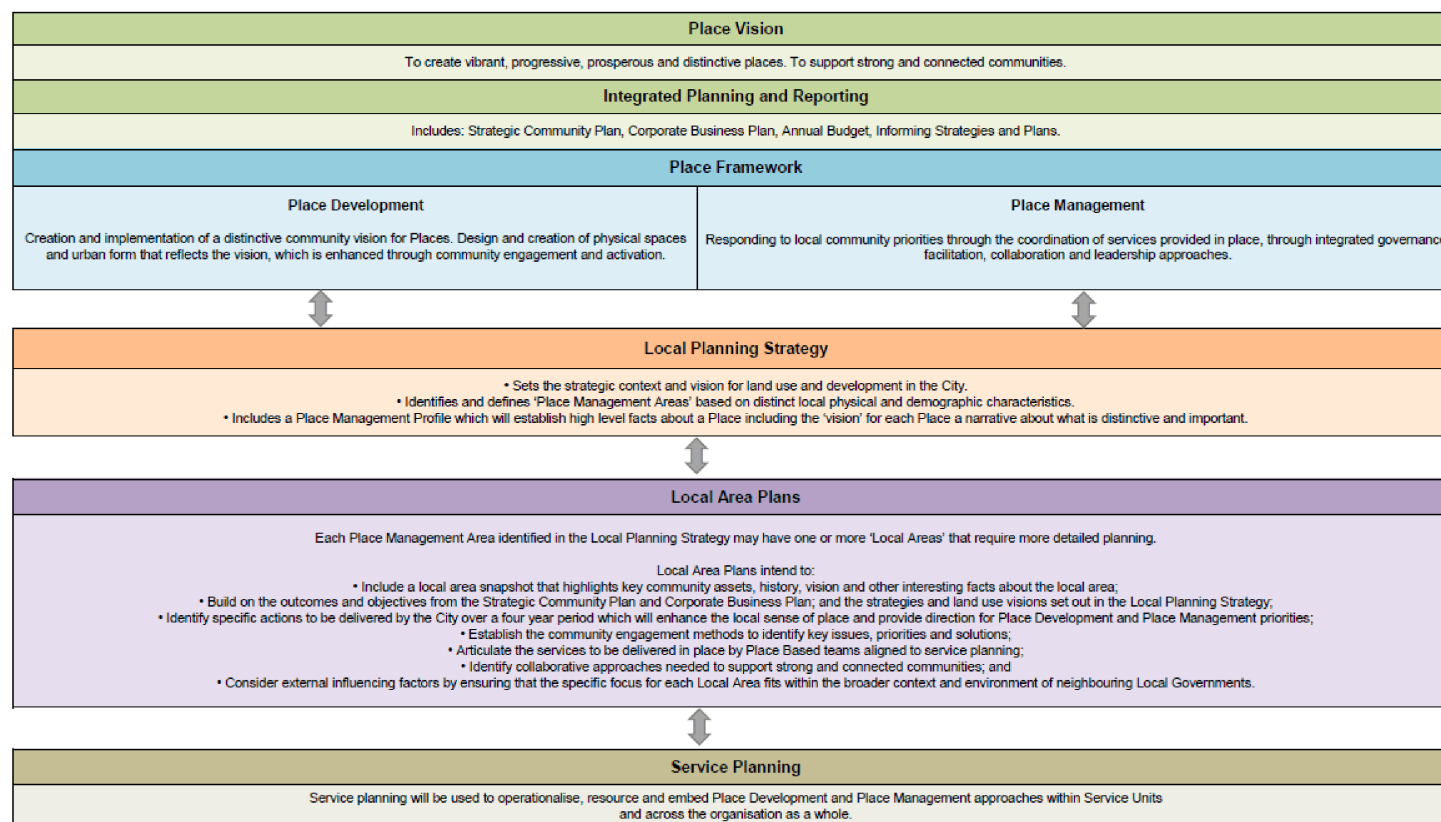 Place Vision
To create vibrant, progressive, prosperous and distinctive places. To support strong and connected communities.
Integrated Planning and Reporting
Includes: Strategic Community Plan, Corporate Business Plan, Annual Budget, Informing Strategies and Plans.
Place Framework
Place Development
Creation and implementation of a distinctive community vision for Places. Design and creation of physical spaces
and urban form that reflects the vision, which is enhanced through community engagement and activation.
Place Management
Responding to local community priorities through the coordination of services provided in place, through integrated governance
facilitation, collaboration and leadership approaches.
Local Planning Strategy
• Sets the strategic context and vision for land use and development in the City.
• Identifies and defines ‘Place Management Areas’ based on distinct local physical and demographic characteristics.
• Includes a Place Management Profile which will establish high level facts about a Place including the ‘vision’ for each Place a narrative about what is distinctive and important.
Local Area Plans
Each Place Management Area identified in the Local Planning Strategy may have one or more ‘Local Areas’ that require more detailed planning.
Local Area Plans intend to:
• Include a local area snapshot that highlights key community assets, history, vision and other interesting facts about the local area;
• Build on the outcomes and objectives from the Strategic Community Plan and Corporate Business Plan; and the strategies and land use visions set out in the Local Planning Strategy;
• Identify specific actions to be delivered by the City over a four year period which will enhance the local sense of place and provide direction for Place Development and Place Management priorities;
• Establish the community engagement methods to identify key issues, priorities and solutions;
• Articulate the services to be delivered in place by Place Based teams aligned to service planning;
• Identify collaborative approaches needed to support strong and connected communities; and
• Consider external influencing factors by ensuring that the specific focus for each Local Area fits within the broader context and environment of neighbouring Local Governments.
Service Planning
Service planning will be used to operationalise, resource and embed Place Development and Place Management approaches within Service Units
and across the organisation as a whole.